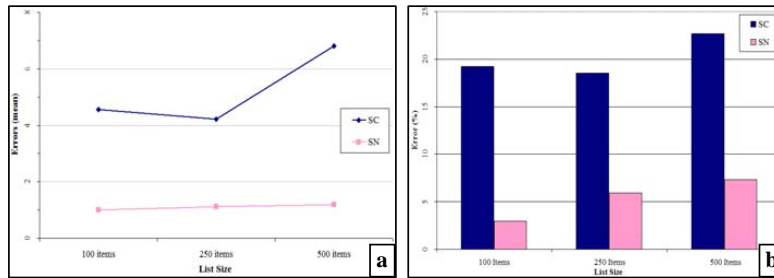 8
6
4
2
0
Errors (mean)
SC
SN
100 items
250 items
500 items
List Size
a
25
20
15
10
5
0
Error (%)
SC
SN
100 Items
250 Items
500 Items
List Size
b